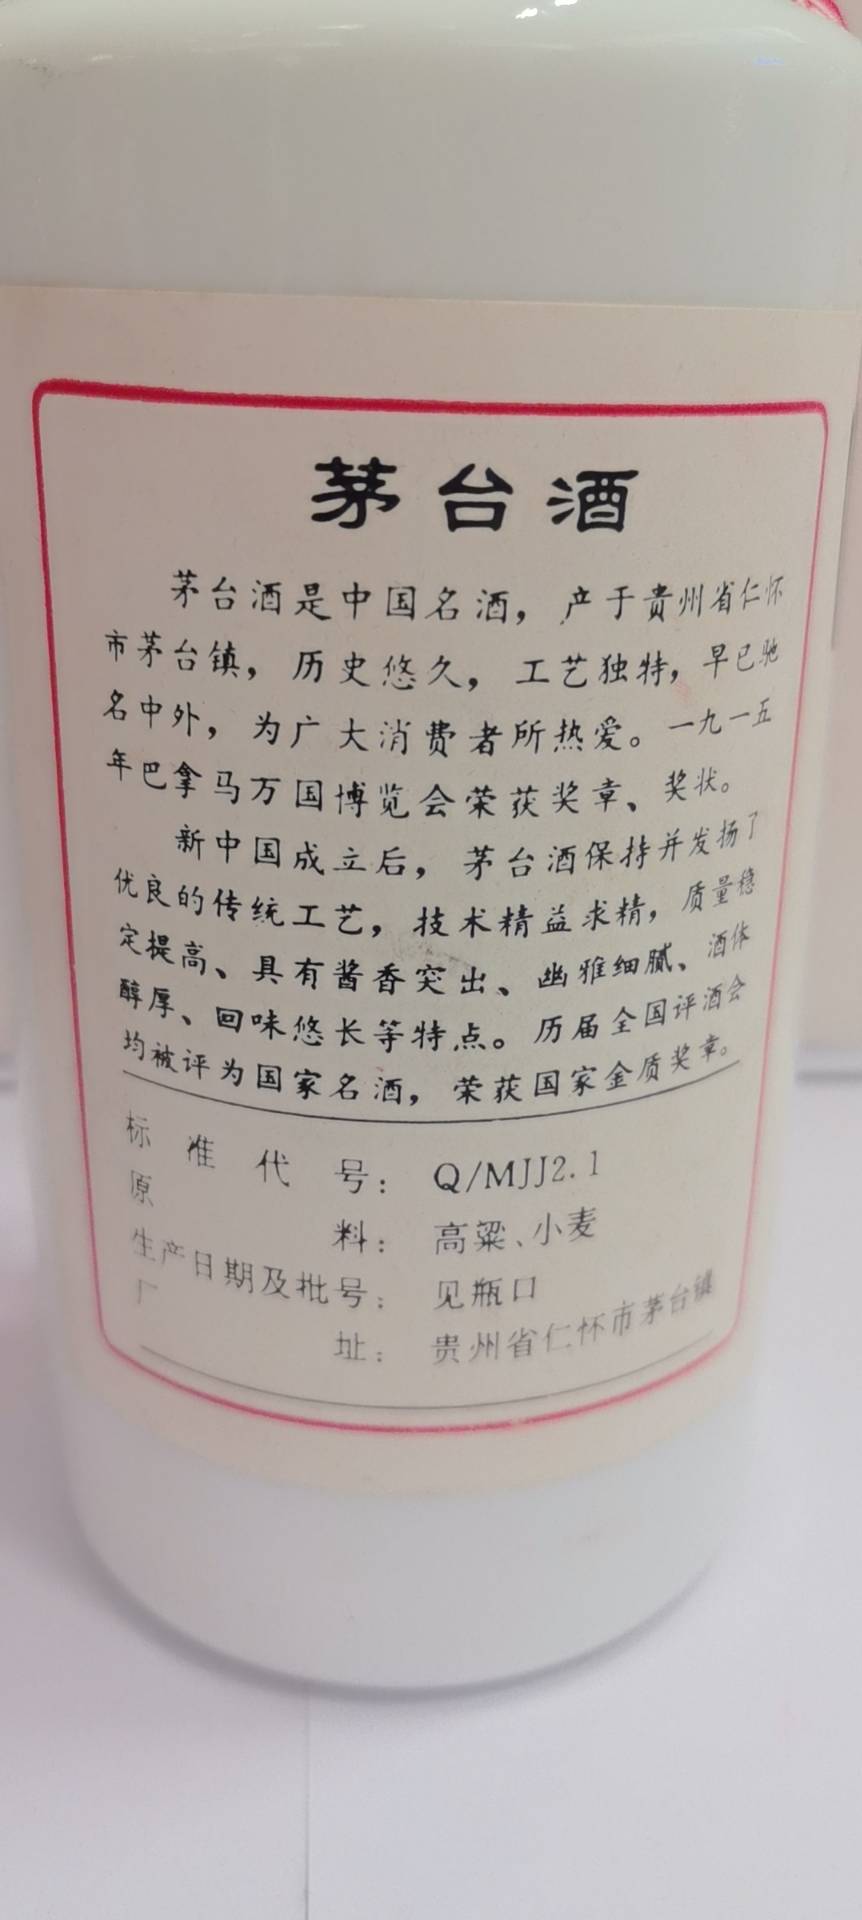 茅台酒
茅台酒是中国名酒，产于贵州省仁怀
市茅台镇，历史悠久，工艺独特，早已驰
名中外，为广大消费者所热爱。一九一五
年巴拿马万国博览会荣获奖章、奖状。
新中国成立后，茅台酒保持并发扬了
优良的传统工艺，技术精益求精，质量稳
定提高、具有酱香突出、幽雅细腻、酒体
醇厚、回味悠长等特点。历届全国评酒会
均被评为国家名酒，荣获国家金质奖章。
标准代号：Q/MJJ2.1
原料：高粱、小麦
生产日期及批号：见瓶口
厂址：贵州省仁怀市茅台镇